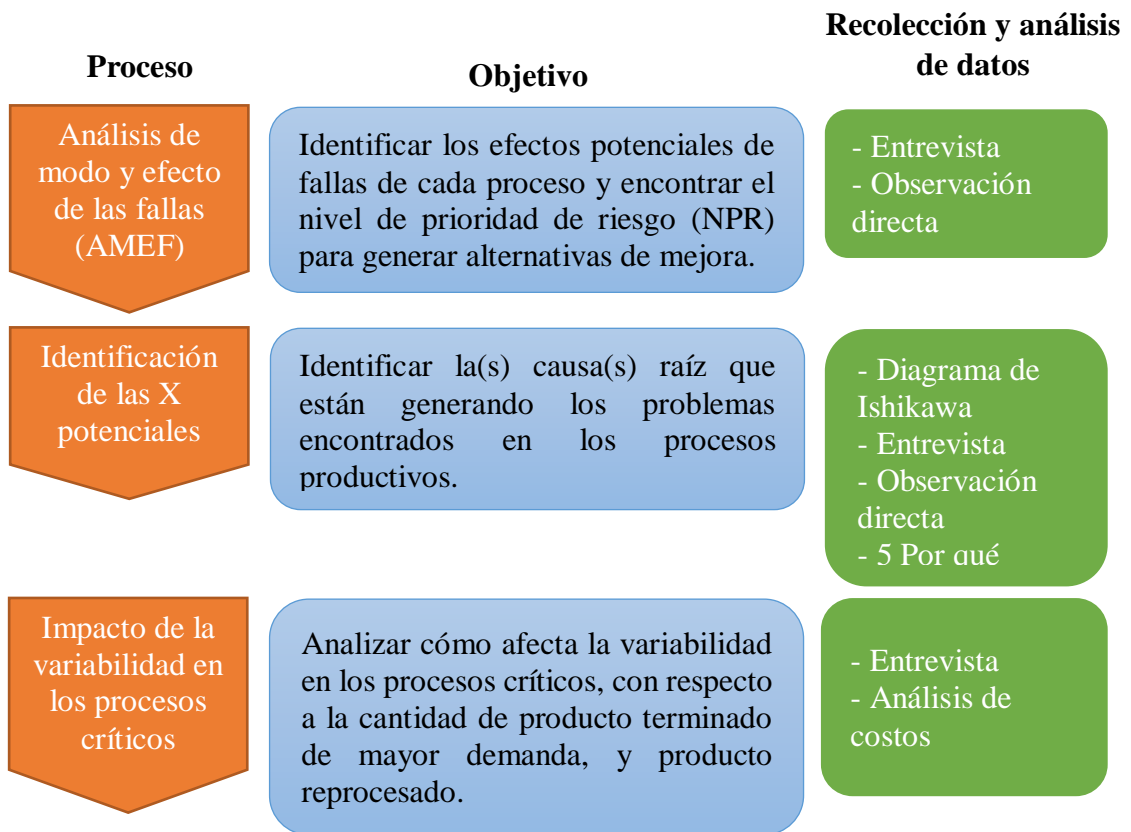 Proceso
Objetivo
Recolección y análisis
de datos
Análisis de
modo y efecto
de las fallas
(AMEF)
Identificar los efectos potenciales de
fallas de cada proceso y encontrar el
nivel de prioridad de riesgo (NPR)
para generar alternativas de mejora.
- Entrevista
- Observación
directa
Identificación
de las X
potenciales
Identificar la(s) causa(s) raíz que
están generando los problemas
encontrados en los procesos
productivos.
- Diagrama de
Ishikawa
- Entrevista
- Observación
directa
- 5 Por qué
Impacto de la
variabilidad en
los procesos
críticos
Analizar cómo afecta la variabilidad
en los procesos críticos, con respecto
a la cantidad de producto terminado
de mayor demanda, y producto
reprocesado.
- Entrevista
- Análisis de
costos